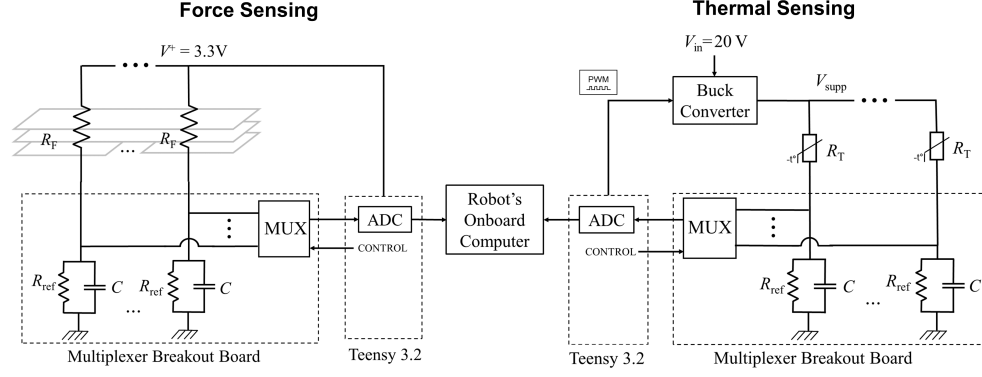 Force Sensing
V⁺ = 3.3V
R_F
R_F
...
MUX
ADC
CONTROL
R_ref
C
R_ref
C
...
Multiplexer Breakout Board
Teensy 3.2
Robot's
Onboard
Computer
Thermal Sensing
V_in = 20 V
PWM
Buck
Converter
V_supp
-t°
R_T
-t°
R_T
ADC
CONTROL
MUX
R_ref
C
R_ref
C
...
Teensy 3.2
Multiplexer Breakout Board